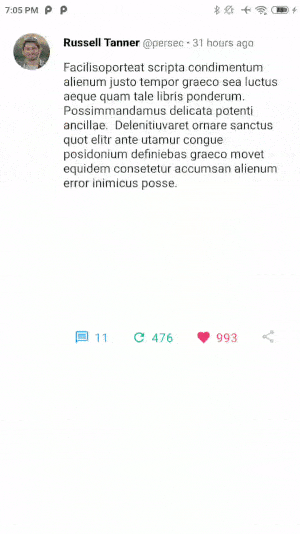 7:05 PM
Russell Tanner @persec • 31 hours ago
Facilisoporteat scripta condimentum
alienum justo tempor graeco sea luctus
aeque quam tale libris ponderum.
Possimmandamus delicata potenti
ancillae. Delenitiuvaret ornare sanctus
quot elitr ante utamur congue
posidonium definiebas graeco movet
equidem consetetur accumsan alienum
error inimicus posse.
11 476 993